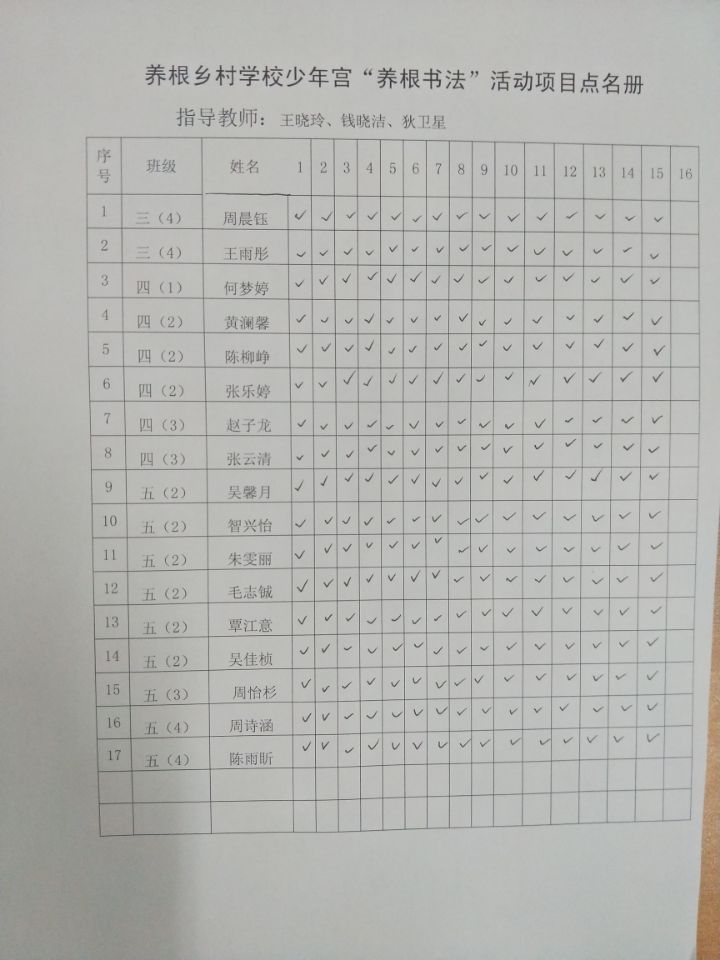 养根乡村学校少年宫“养根书法”活动项目点名册
指导教师：王晓玲、钱晓洁、狄卫星
序号 班级 姓名 1 2 3 4 5 6 7 8 9 10 11 12 13 14 15 16
1 三（4） 周晨钰 ✓ ✓ ✓ ✓ ✓ ✓ ✓ ✓ ✓ ✓ ✓ ✓ ✓ ✓ ✓
2 三（4） 王雨彤 ✓ ✓ ✓ ✓ ✓ ✓ ✓ ✓ ✓ ✓ ✓ ✓ ✓ ✓ ✓
3 四（1） 何梦婷 ✓ ✓ ✓ ✓ ✓ ✓ ✓ ✓ ✓ ✓ ✓ ✓ ✓ ✓ ✓
4 四（2） 黄澜馨 ✓ ✓ ✓ ✓ ✓ ✓ ✓ ✓ ✓ ✓ ✓ ✓ ✓ ✓ ✓
5 四（2） 陈柳峥 ✓ ✓ ✓ ✓ ✓ ✓ ✓ ✓ ✓ ✓ ✓ ✓ ✓ ✓ ✓
6 四（2） 张乐婷 ✓ ✓ ✓ ✓ ✓ ✓ ✓ ✓ ✓ ✓ ✓ ✓ ✓ ✓ ✓
7 四（3） 赵子龙 ✓ ✓ ✓ ✓ ✓ ✓ ✓ ✓ ✓ ✓ ✓ ✓ ✓ ✓ ✓
8 四（3） 张云清 ✓ ✓ ✓ ✓ ✓ ✓ ✓ ✓ ✓ ✓ ✓ ✓ ✓ ✓ ✓
9 五（2） 吴馨月 ✓ ✓ ✓ ✓ ✓ ✓ ✓ ✓ ✓ ✓ ✓ ✓ ✓ ✓ ✓
10 五（2） 智兴怡 ✓ ✓ ✓ ✓ ✓ ✓ ✓ ✓ ✓ ✓ ✓ ✓ ✓ ✓ ✓
11 五（2） 朱雯丽 ✓ ✓ ✓ ✓ ✓ ✓ ✓ ✓ ✓ ✓ ✓ ✓ ✓ ✓ ✓
12 五（2） 毛志铖 ✓ ✓ ✓ ✓ ✓ ✓ ✓ ✓ ✓ ✓ ✓ ✓ ✓ ✓ ✓
13 五（2） 覃江意 ✓ ✓ ✓ ✓ ✓ ✓ ✓ ✓ ✓ ✓ ✓ ✓ ✓ ✓ ✓
14 五（2） 吴佳桢 ✓ ✓ ✓ ✓ ✓ ✓ ✓ ✓ ✓ ✓ ✓ ✓ ✓ ✓ ✓
15 五（3） 周怡杉 ✓ ✓ ✓ ✓ ✓ ✓ ✓ ✓ ✓ ✓ ✓ ✓ ✓ ✓ ✓
16 五（4） 周诗涵 ✓ ✓ ✓ ✓ ✓ ✓ ✓ ✓ ✓ ✓ ✓ ✓ ✓ ✓ ✓
17 五（4） 陈雨昕 ✓ ✓ ✓ ✓ ✓ ✓ ✓ ✓ ✓ ✓ ✓ ✓ ✓ ✓ ✓